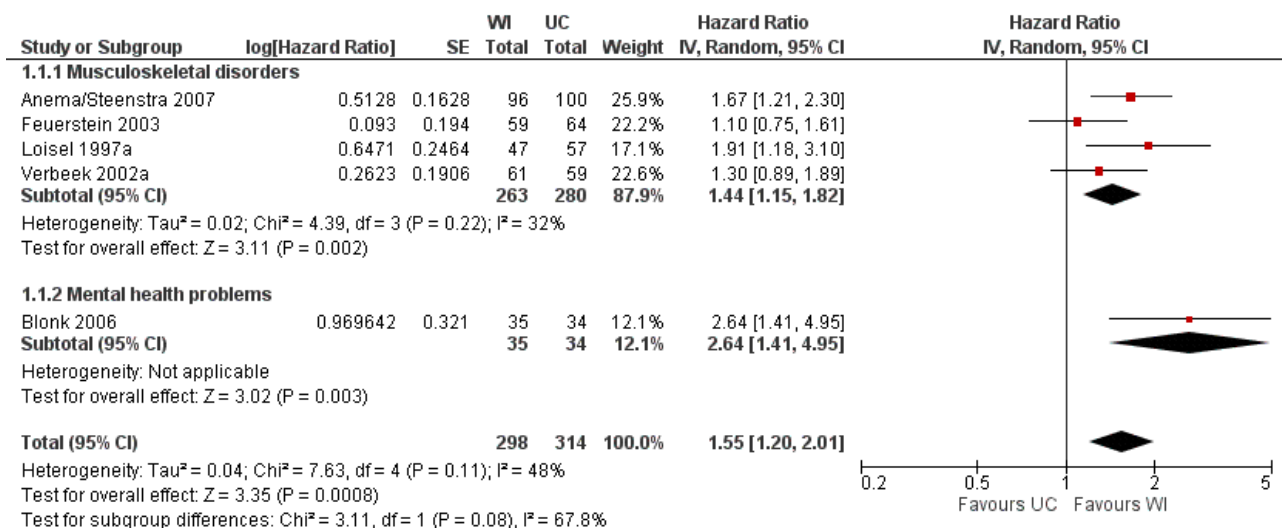 WI UC Hazard Ratio Hazard Ratio
Study or Subgroup log[Hazard Ratio] SE Total Total Weight IV, Random, 95% CI IV, Random, 95% CI
1.1.1 Musculoskeletal disorders
Anema/Steenstra 2007 0.5128 0.1628 96 100 25.9% 1.67 [1.21, 2.30]
Feuerstein 2003 0.093 0.194 59 64 22.2% 1.10 [0.75, 1.61]
Loisel 1997a 0.6471 0.2464 47 57 17.1% 1.91 [1.18, 3.10]
Verbeek 2002a 0.2623 0.1906 61 59 22.6% 1.30 [0.89, 1.89]
Subtotal (95% CI) 263 280 87.9% 1.44 [1.15, 1.82]
Heterogeneity: Tau² = 0.02; Chi² = 4.39, df = 3 (P = 0.22); I² = 32%
Test for overall effect: Z = 3.11 (P = 0.002)
1.1.2 Mental health problems
Blonk 2006 0.969642 0.321 35 34 12.1% 2.64 [1.41, 4.95]
Subtotal (95% CI) 35 34 12.1% 2.64 [1.41, 4.95]
Heterogeneity: Not applicable
Test for overall effect: Z = 3.02 (P = 0.003)
Total (95% CI) 298 314 100.0% 1.55 [1.20, 2.01]
Heterogeneity: Tau² = 0.04; Chi² = 7.63, df = 4 (P = 0.11); I² = 48%
Test for overall effect: Z = 3.35 (P = 0.0008)
Test for subgroup differences: Chi² = 3.11, df = 1 (P = 0.08), I² = 67.8%
0.2 0.5 1 2 5
Favours UC Favours WI